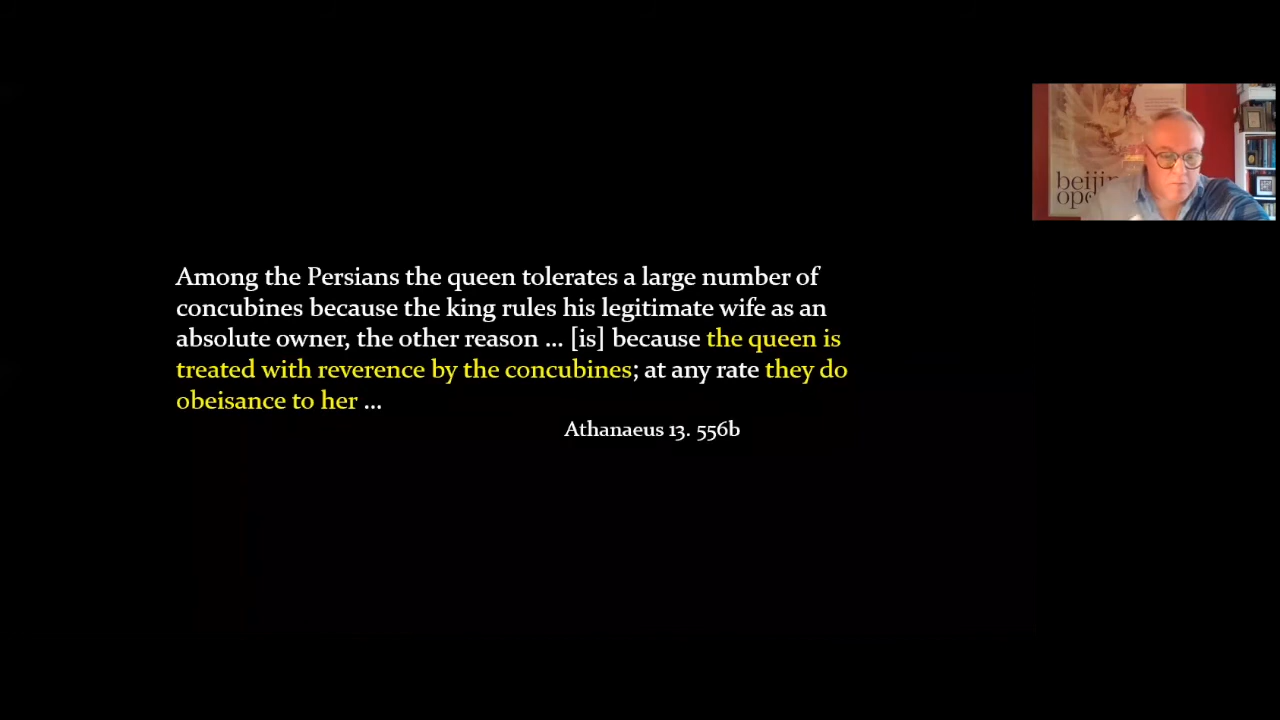 Among the Persians the queen tolerates a large number of
concubines because the king rules his legitimate wife as an
absolute owner, the other reason ... [is] because the queen is
treated with reverence by the concubines; at any rate they do
obeisance to her ...
Athanaeus 13. 556b